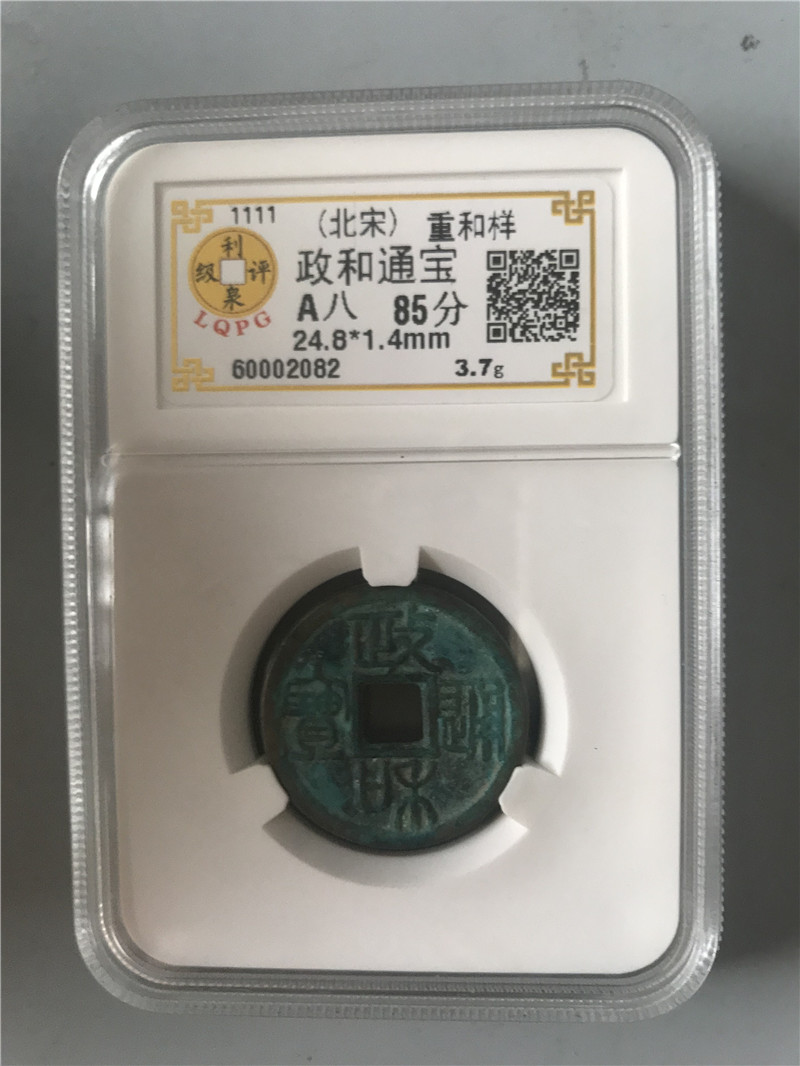 1111 （北宋） 重和样
利泉评级
LQPG
政和通宝
A八 85分
24.8*1.4mm
60002082 3.7g
政和通寳